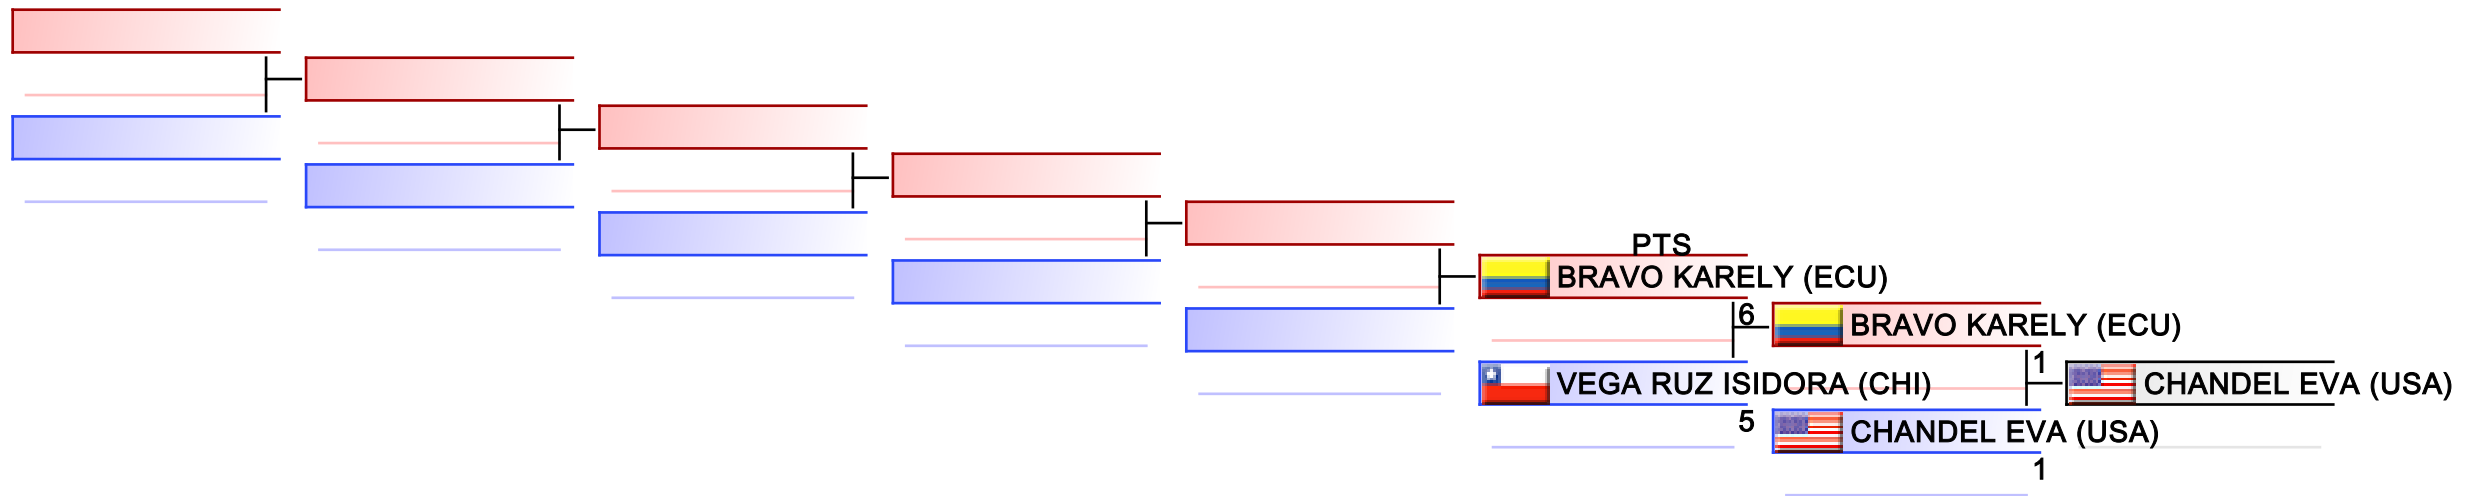 PTS
BRAVO KARELY (ECU)
6
BRAVO KARELY (ECU)
1
VEGA RUZ ISIDORA (CHI)
CHANDEL EVA (USA)
5
CHANDEL EVA (USA)
1